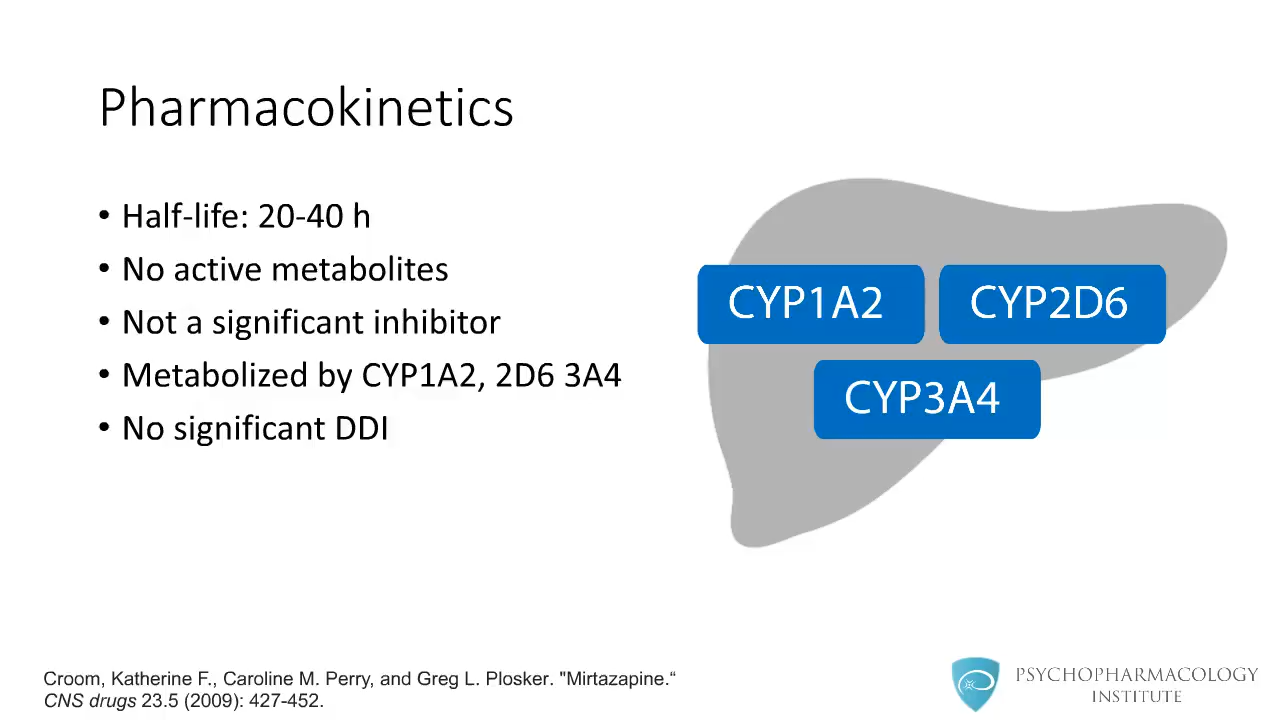 Pharmacokinetics
• Half-life: 20-40 h
• No active metabolites
• Not a significant inhibitor
• Metabolized by CYP1A2, 2D6 3A4
• No significant DDI
CYP1A2
CYP2D6
CYP3A4
Croom, Katherine F., Caroline M. Perry, and Greg L. Plosker. "Mirtazapine.“
CNS drugs 23.5 (2009): 427-452.
PSYCHOPHARMACOLOGY
INSTITUTE